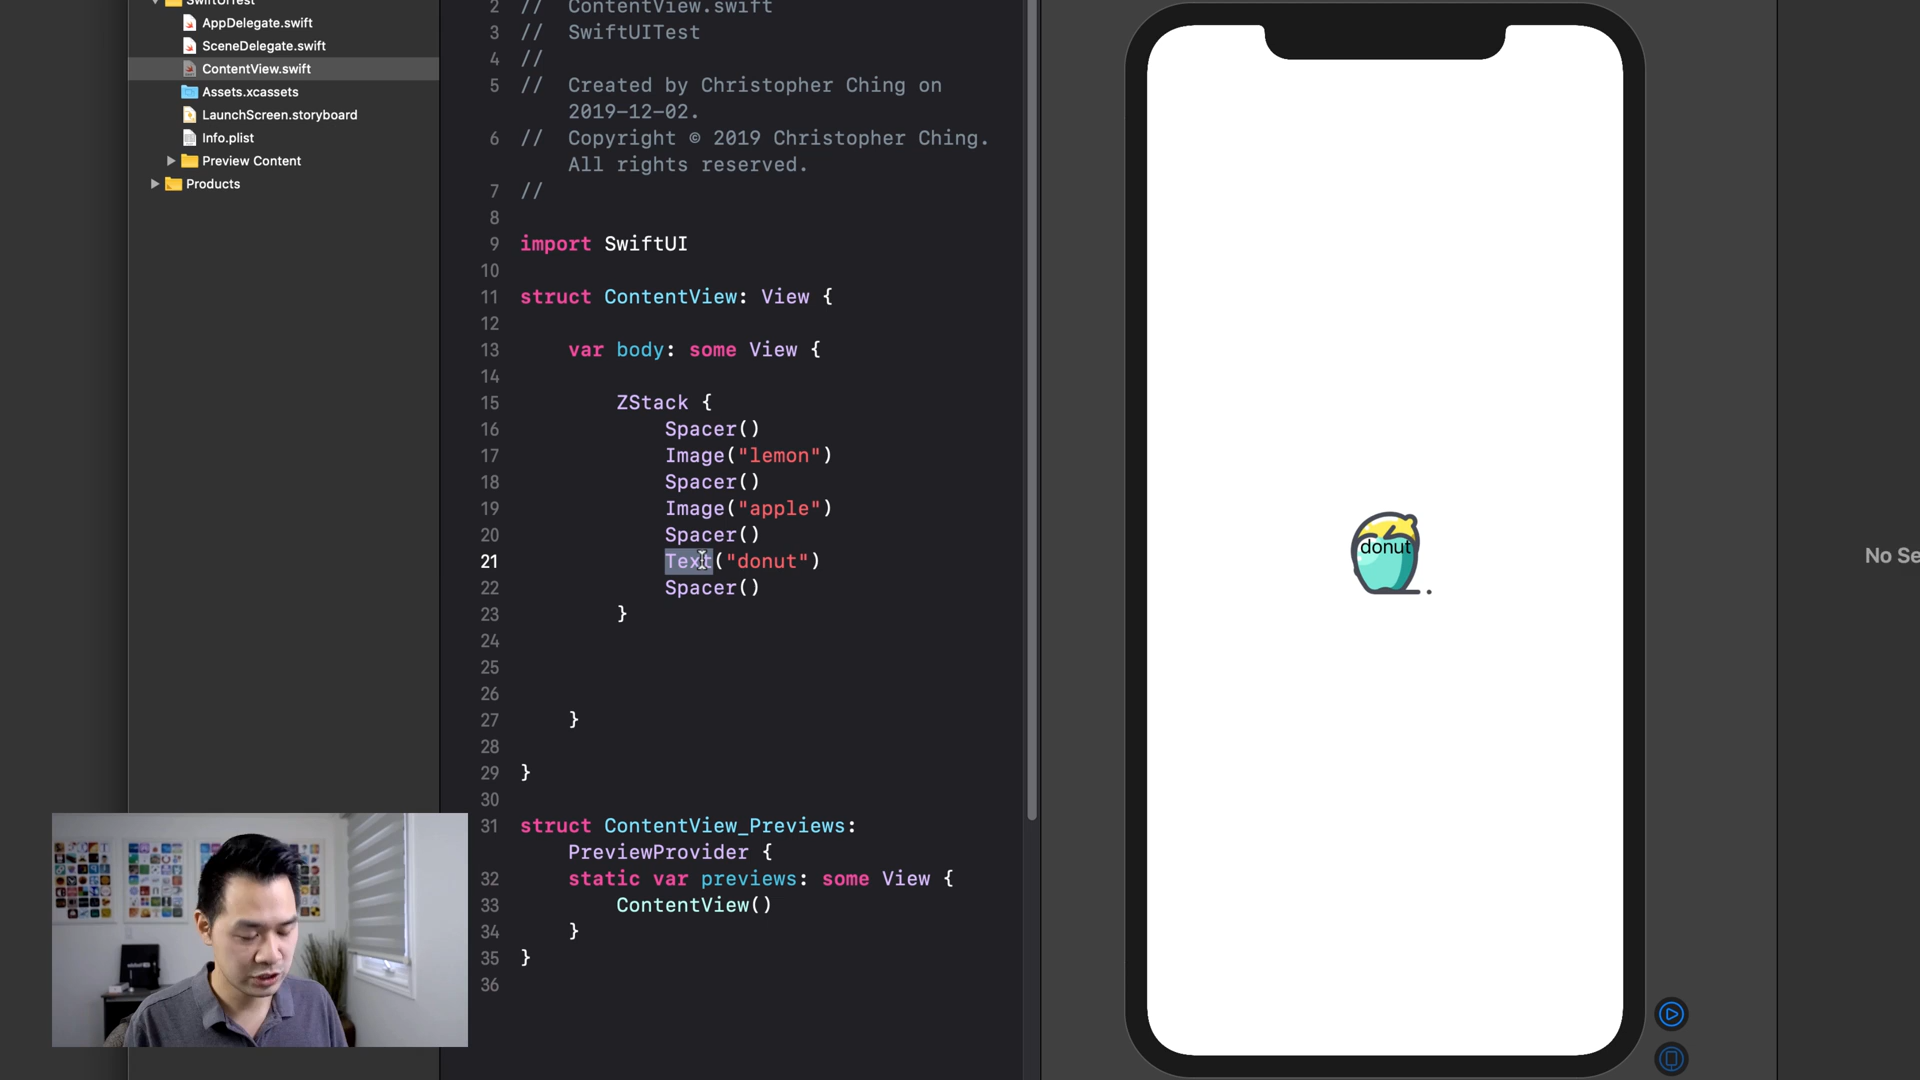 SwiftUITest
AppDelegate.swift
SceneDelegate.swift
ContentView.swift
Assets.xcassets
LaunchScreen.storyboard
Info.plist
Preview Content
Products
2 // ContentView.swift
3 // SwiftUITest
4 //
5 // Created by Christopher Ching on
2019-12-02.
6 // Copyright © 2019 Christopher Ching.
All rights reserved.
7 //
8
9 import SwiftUI
10
11 struct ContentView: View {
12
13 var body: some View {
14
15 ZStack {
16 Spacer()
17 Image("lemon")
18 Spacer()
19 Image("apple")
20 Spacer()
21 Text("donut")
22 Spacer()
23 }
24
25
26
27 }
28
29 }
30
31 struct ContentView_Previews:
PreviewProvider {
32 static var previews: some View {
33 ContentView()
34 }
35 }
36
donut
No Se